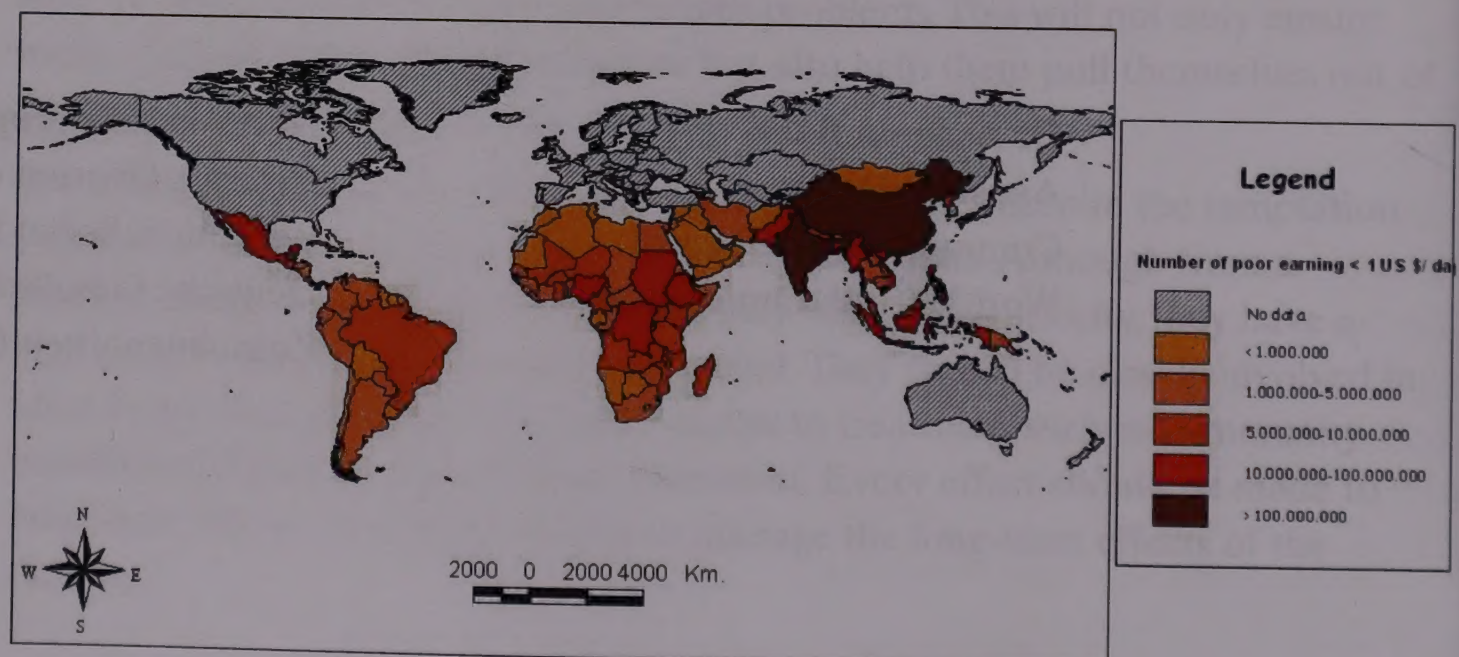 Legend
Number of poor earning < 1 US $/ da
No data
< 1.000.000
1.000.000-5.000.000
5.000.000-10.000.000
10.000.000-100.000.000
> 100.000.000
N
W E
S
2000 0 2000 4000 Km.